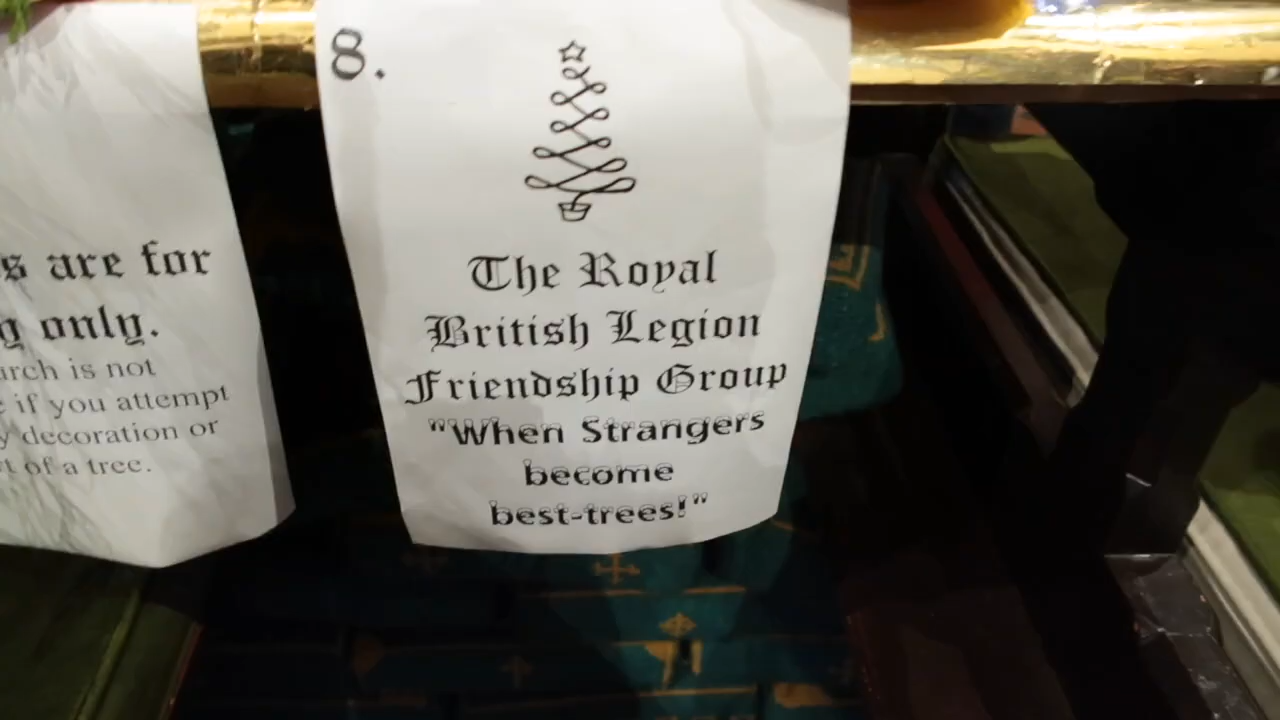 s are for
only.
is not
if you attempt
decoration or
of a tree.
8.
The Royal
British Legion
Friendship Group
"When Strangers
become
best-trees!"